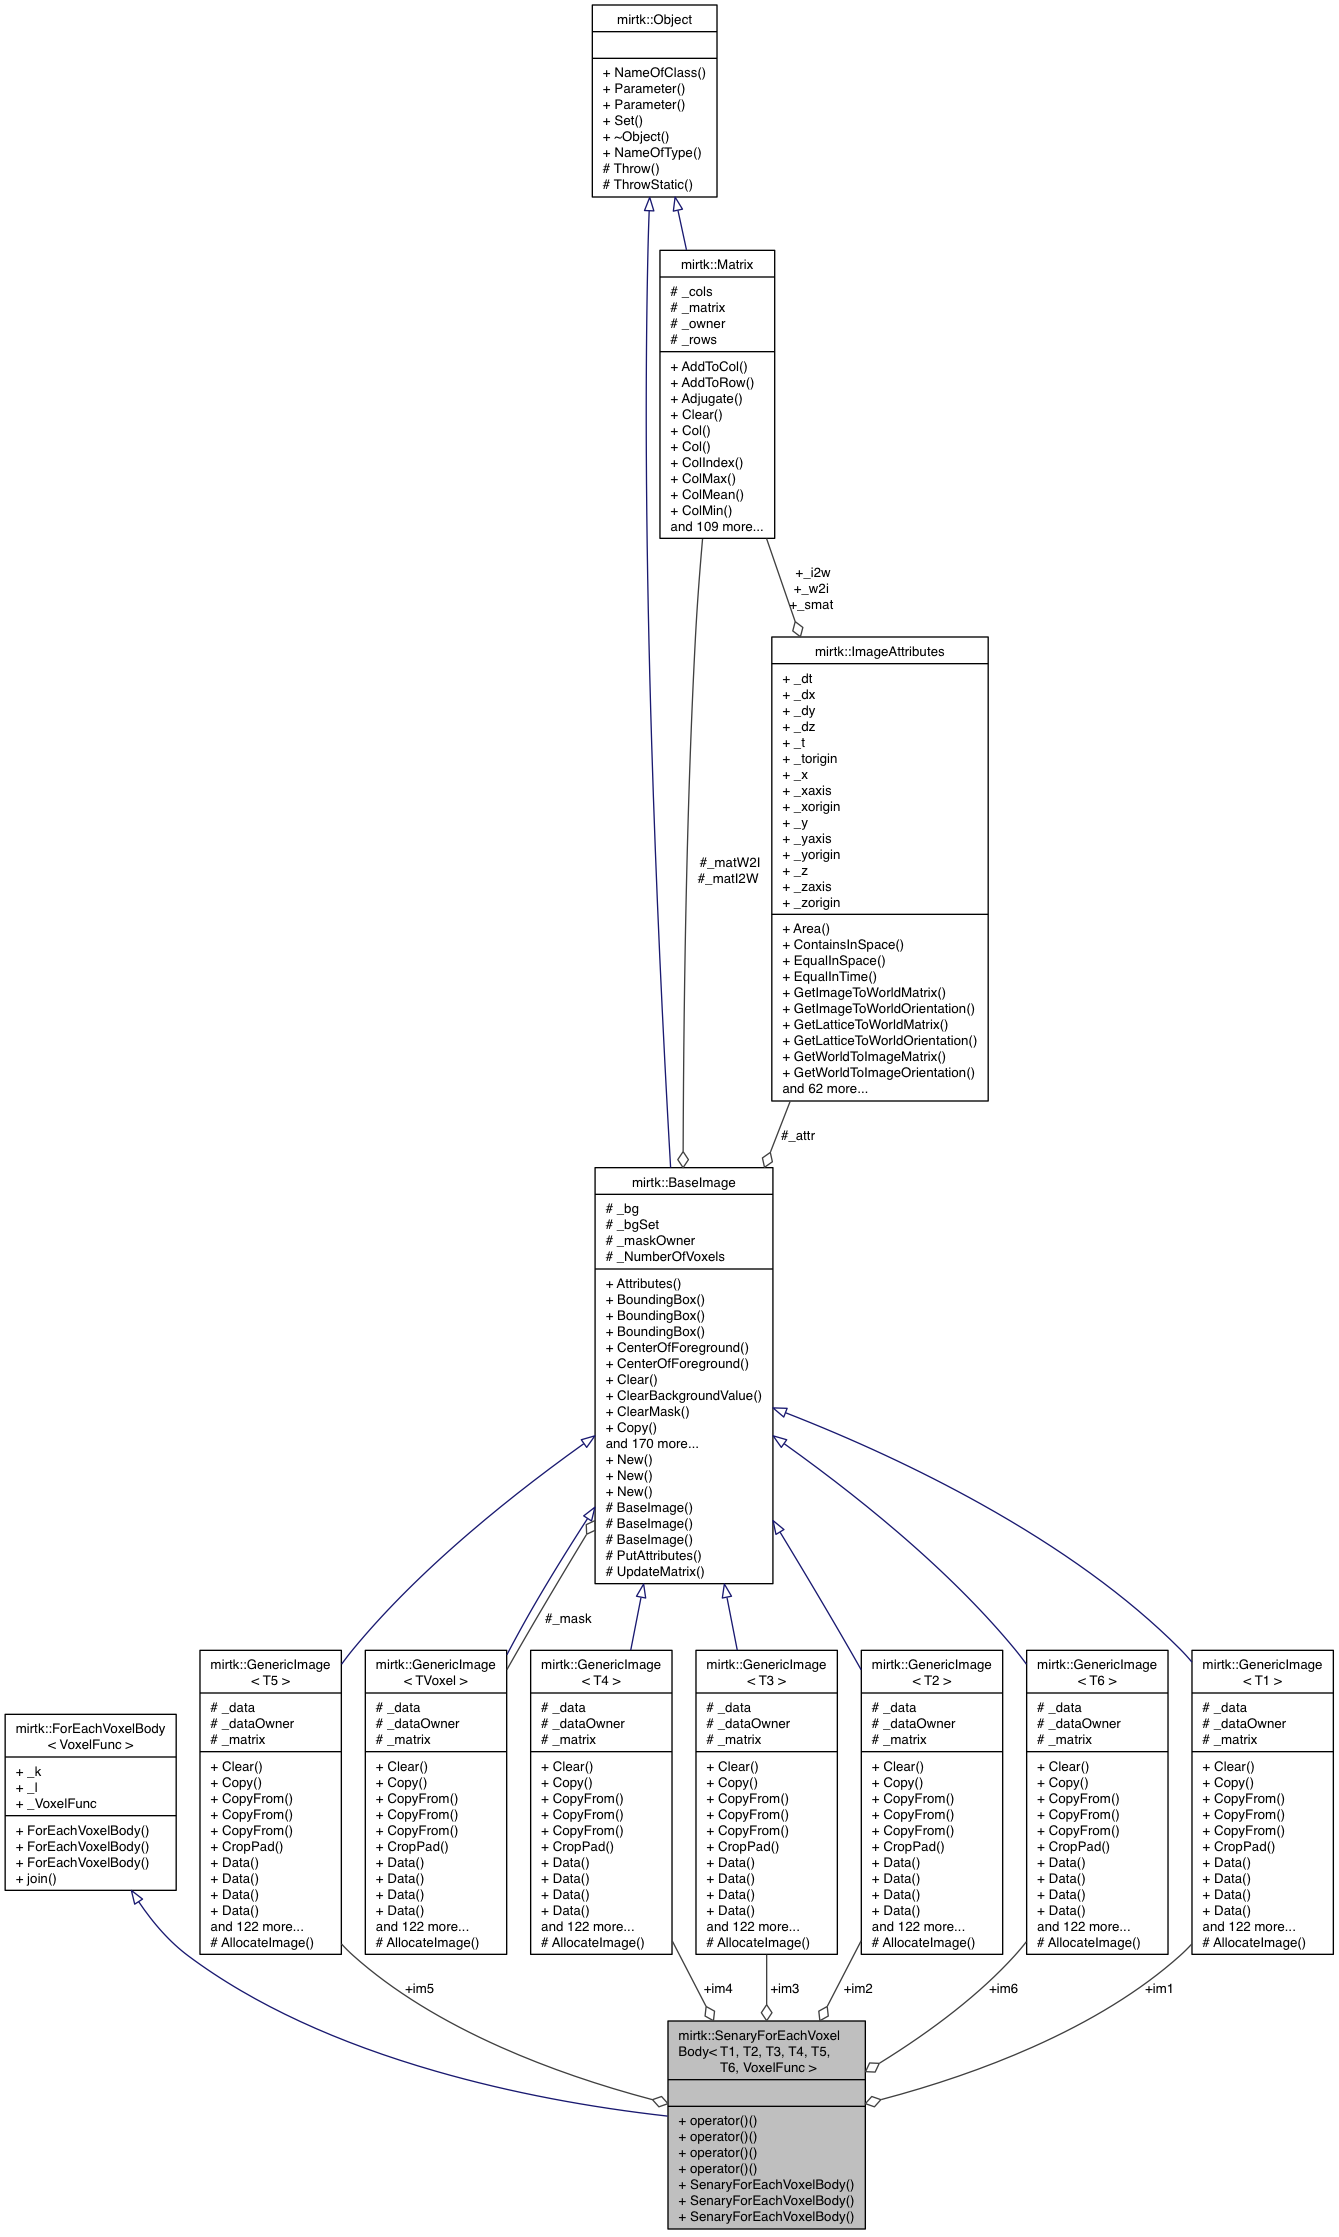 mirtk::Object
+ NameOfClass()
+ Parameter()
+ Parameter()
+ Set()
+ ~Object()
+ NameOfType()
# Throw()
# ThrowStatic()
mirtk::Matrix
# _cols
# _matrix
# _owner
# _rows
+ AddToCol()
+ AddToRow()
+ Adjugate()
+ Clear()
+ Col()
+ Col()
+ ColIndex()
+ ColMax()
+ ColMean()
+ ColMin()
and 109 more...
+_i2w
+_w2i
+_smat
mirtk::ImageAttributes
+ _dt
+ _dx
+ _dy
+ _dz
+ _t
+ _torigin
+ _x
+ _xaxis
+ _xorigin
+ _y
+ _yaxis
+ _yorigin
+ _z
+ _zaxis
+ _zorigin
+ Area()
+ ContainsInSpace()
+ EqualInSpace()
+ EqualInTime()
+ GetImageToWorldMatrix()
+ GetImageToWorldOrientation()
+ GetLatticeToWorldMatrix()
+ GetLatticeToWorldOrientation()
+ GetWorldToImageMatrix()
+ GetWorldToImageOrientation()
and 62 more...
#_matW2I
#_matI2W
#_attr
mirtk::BaseImage
# _bg
# _bgSet
# _maskOwner
# _NumberOfVoxels
+ Attributes()
+ BoundingBox()
+ BoundingBox()
+ BoundingBox()
+ CenterOfForeground()
+ CenterOfForeground()
+ Clear()
+ ClearBackgroundValue()
+ ClearMask()
+ Copy()
and 170 more...
+ New()
+ New()
+ New()
# BaseImage()
# BaseImage()
# BaseImage()
# PutAttributes()
# UpdateMatrix()
#_mask
mirtk::ForEachVoxelBody
< VoxelFunc >
+ _k
+ _l
+ _VoxelFunc
+ ForEachVoxelBody()
+ ForEachVoxelBody()
+ ForEachVoxelBody()
+ join()
mirtk::GenericImage
< T5 >
# _data
# _dataOwner
# _matrix
+ Clear()
+ Copy()
+ CopyFrom()
+ CopyFrom()
+ CopyFrom()
+ CropPad()
+ Data()
+ Data()
+ Data()
+ Data()
and 122 more...
# AllocateImage()
mirtk::GenericImage
< TVoxel >
# _data
# _dataOwner
# _matrix
+ Clear()
+ Copy()
+ CopyFrom()
+ CopyFrom()
+ CopyFrom()
+ CropPad()
+ Data()
+ Data()
+ Data()
+ Data()
and 122 more...
# AllocateImage()
mirtk::GenericImage
< T4 >
# _data
# _dataOwner
# _matrix
+ Clear()
+ Copy()
+ CopyFrom()
+ CopyFrom()
+ CopyFrom()
+ CropPad()
+ Data()
+ Data()
+ Data()
+ Data()
and 122 more...
# AllocateImage()
mirtk::GenericImage
< T3 >
# _data
# _dataOwner
# _matrix
+ Clear()
+ Copy()
+ CopyFrom()
+ CopyFrom()
+ CopyFrom()
+ CropPad()
+ Data()
+ Data()
+ Data()
+ Data()
and 122 more...
# AllocateImage()
mirtk::GenericImage
< T2 >
# _data
# _dataOwner
# _matrix
+ Clear()
+ Copy()
+ CopyFrom()
+ CopyFrom()
+ CopyFrom()
+ CropPad()
+ Data()
+ Data()
+ Data()
+ Data()
and 122 more...
# AllocateImage()
mirtk::GenericImage
< T6 >
# _data
# _dataOwner
# _matrix
+ Clear()
+ Copy()
+ CopyFrom()
+ CopyFrom()
+ CopyFrom()
+ CropPad()
+ Data()
+ Data()
+ Data()
+ Data()
and 122 more...
# AllocateImage()
mirtk::GenericImage
< T1 >
# _data
# _dataOwner
# _matrix
+ Clear()
+ Copy()
+ CopyFrom()
+ CopyFrom()
+ CopyFrom()
+ CropPad()
+ Data()
+ Data()
+ Data()
+ Data()
and 122 more...
# AllocateImage()
+im5
+im4
+im3
+im2
+im6
+im1
mirtk::SenaryForEachVoxel
Body< T1, T2, T3, T4, T5,
T6, VoxelFunc >
+ operator()()
+ operator()()
+ operator()()
+ operator()()
+ SenaryForEachVoxelBody()
+ SenaryForEachVoxelBody()
+ SenaryForEachVoxelBody()